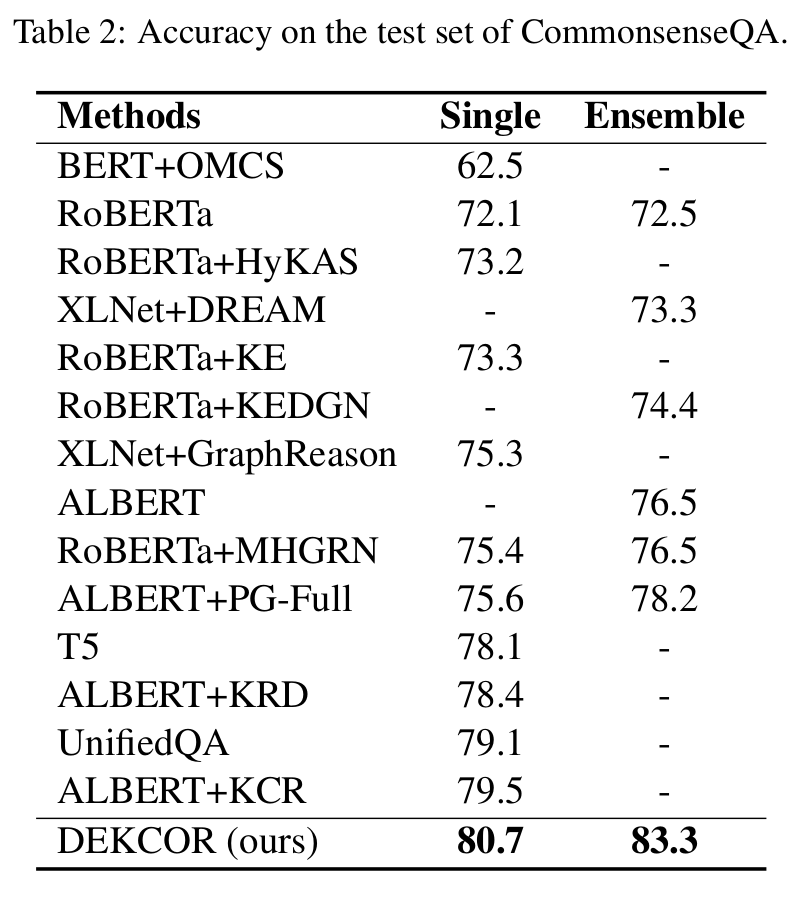 Table 2: Accuracy on the test set of CommonsenseQA.
Methods Single Ensemble
BERT+OMCS 62.5 -
RoBERTa 72.1 72.5
RoBERTa+HyKAS 73.2 -
XLNet+DREAM - 73.3
RoBERTa+KE 73.3 -
RoBERTa+KEDGN - 74.4
XLNet+GraphReason 75.3 -
ALBERT - 76.5
RoBERTa+MHGRN 75.4 76.5
ALBERT+PG-Full 75.6 78.2
T5 78.1 -
ALBERT+KRD 78.4 -
UnifiedQA 79.1 -
ALBERT+KCR 79.5 -
DEKCOR (ours) 80.7 83.3